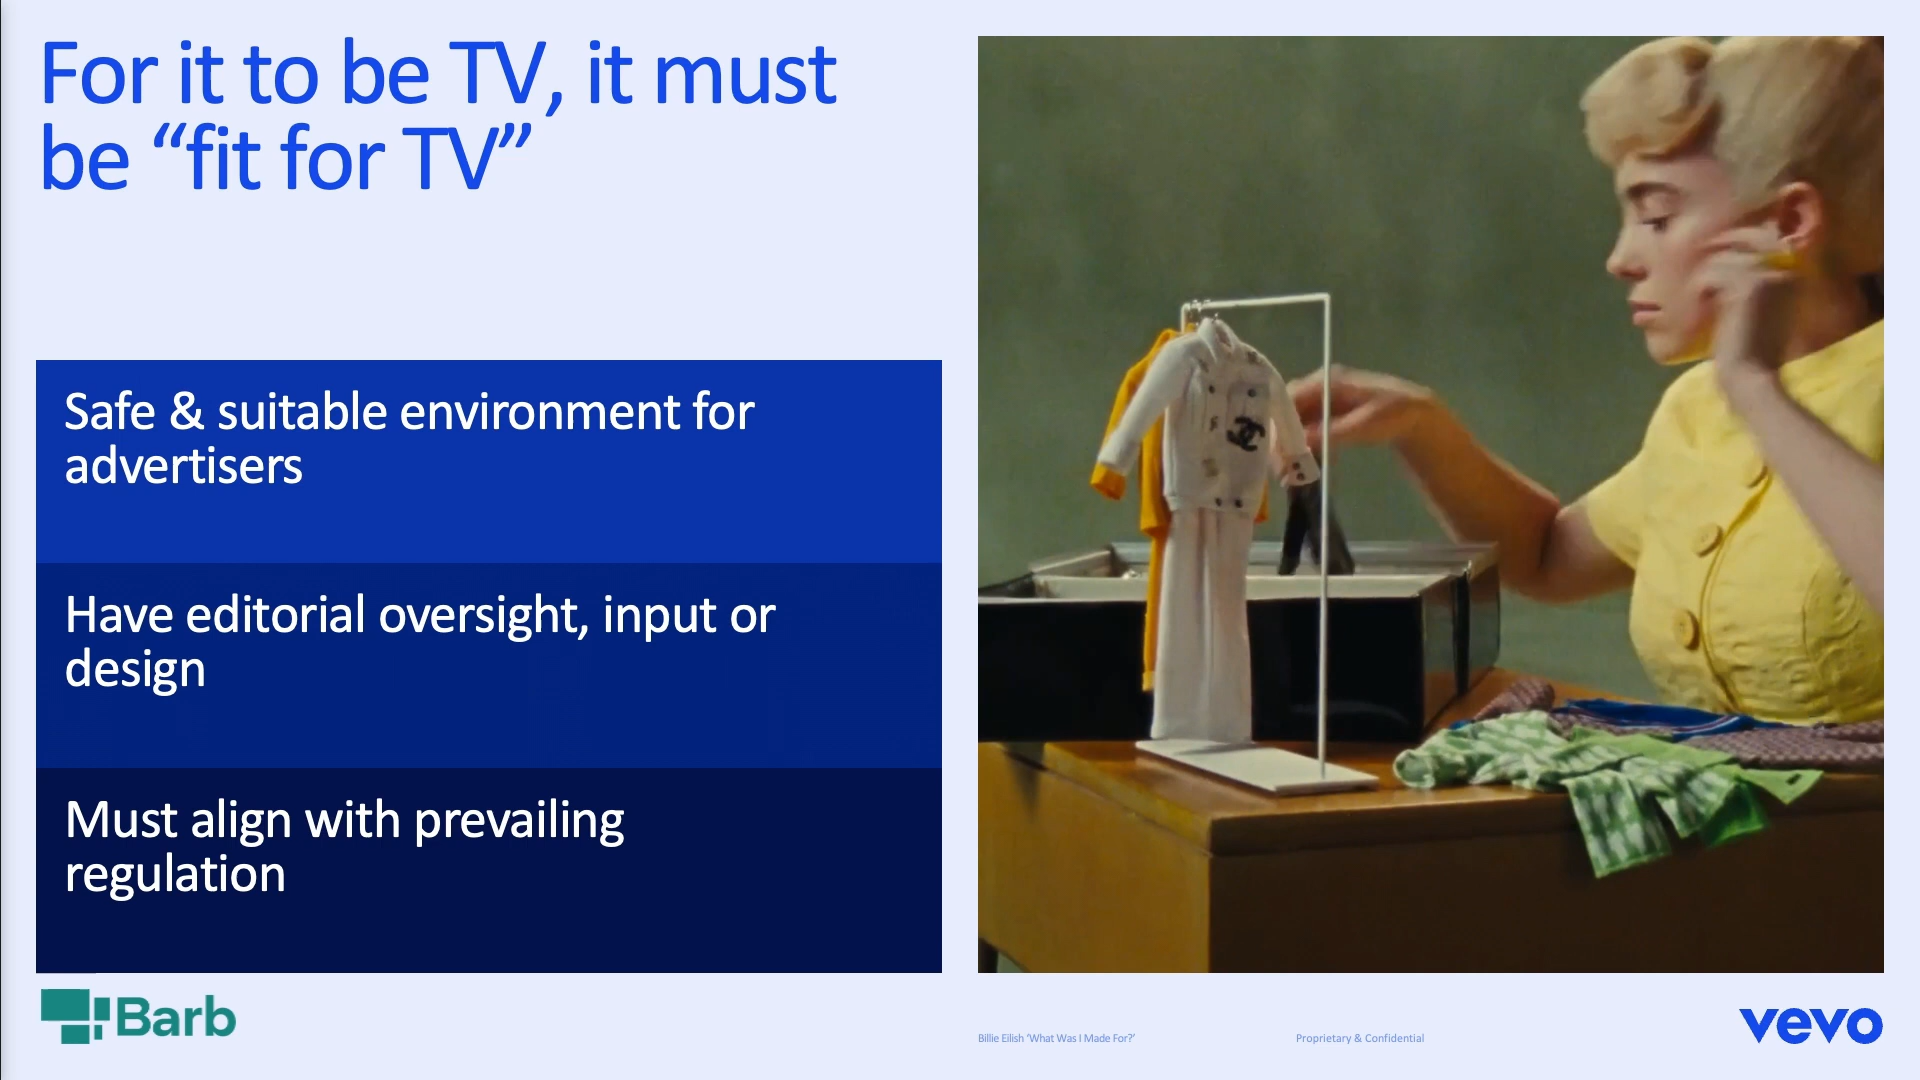 For it to be TV, it must
be “fit for TV”
Safe & suitable environment for
advertisers
Have editorial oversight, input or
design
Must align with prevailing
regulation
Barb
Billie Eilish ‘What Was I Made For?’
Proprietary & Confidential
vevo